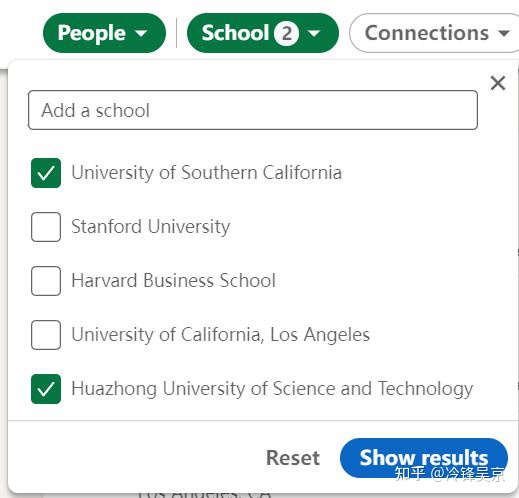 People
School 2
Connections
Add a school
University of Southern California
Stanford University
Harvard Business School
University of California, Los Angeles
Huazhong University of Science and Technology
Reset
Show results
知乎 @冷锋吴京
Los Angeles, CA